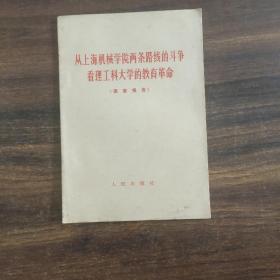 从上海机械学院两条路线的斗争
看理工科大学的教育革命
（调查报告）
人民出版社